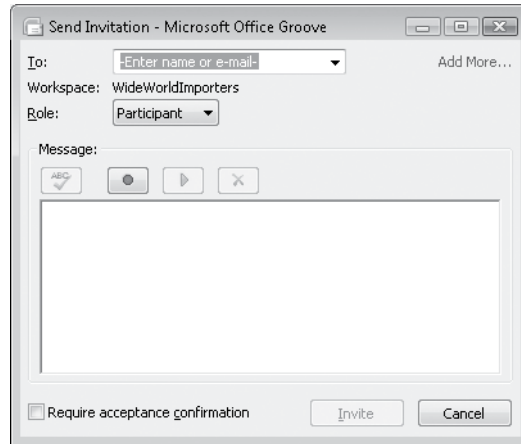 Send Invitation - Microsoft Office Groove
To: -Enter name or e-mail- Add More...
Workspace: WideWorldImporters
Role: Participant
Message:
ABC
Require acceptance confirmation Invite Cancel